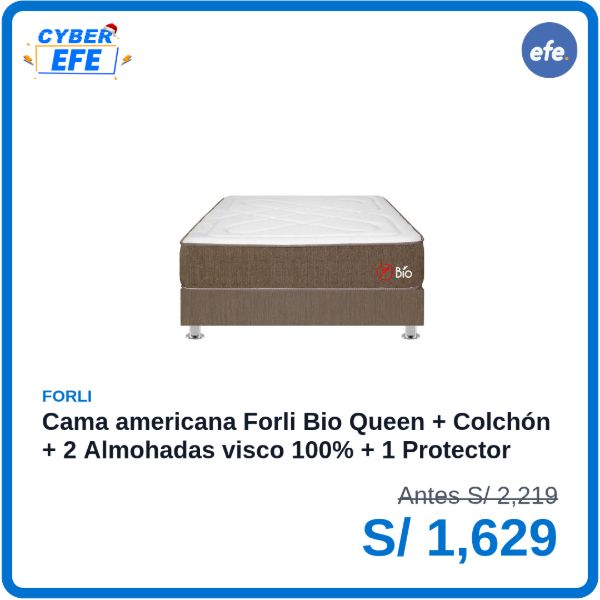 CYBER
EFE
efe.
Bio
FORLI
Cama americana Forli Bio Queen + Colchón
+ 2 Almohadas visco 100% + 1 Protector
Antes S/ 2,219
S/ 1,629